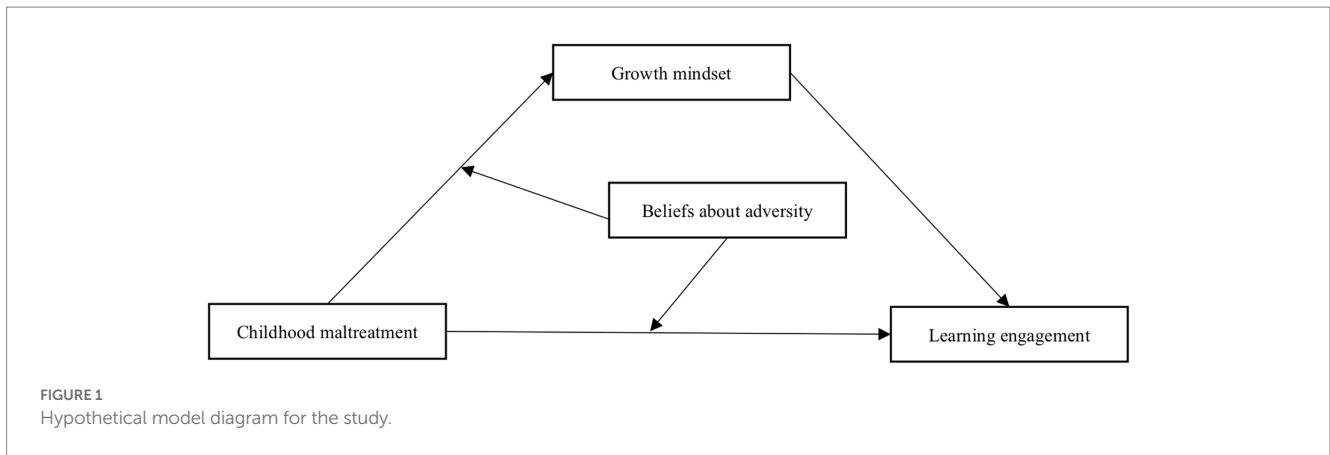 Growth mindset
Beliefs about adversity
Childhood maltreatment
Learning engagement
FIGURE 1
Hypothetical model diagram for the study.